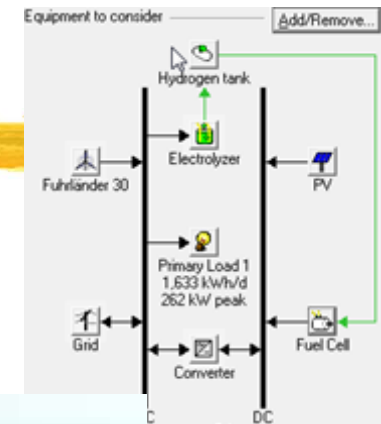 Equipment to consider
Add/Remove...
Hydrogen tank
Electrolyzer
Fuhrländer 30
PV
Primary Load 1
1,633 kWh/d
262 kW peak
Grid
Converter
Fuel Cell
C
DC